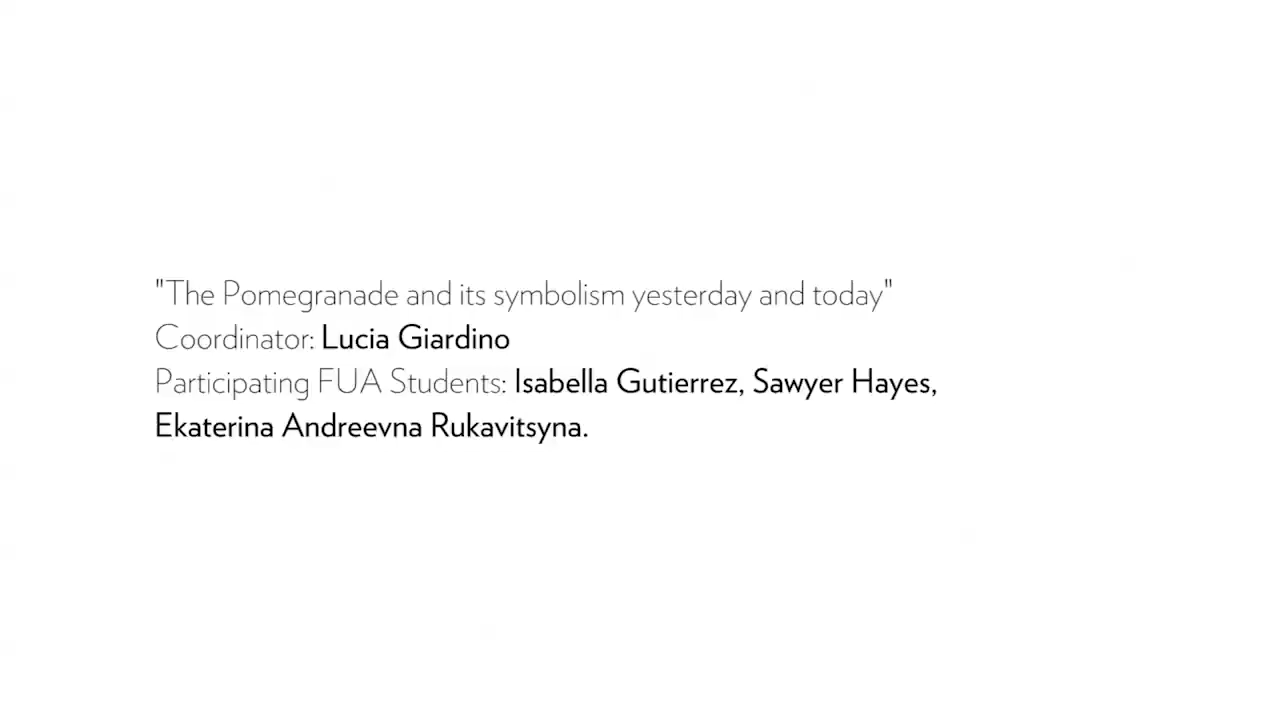 "The Pomegranade and its symbolism yesterday and today"
Coordinator: Lucia Giardino
Participating FUA Students: Isabella Gutierrez, Sawyer Hayes,
Ekaterina Andreevna Rukavitsyna.